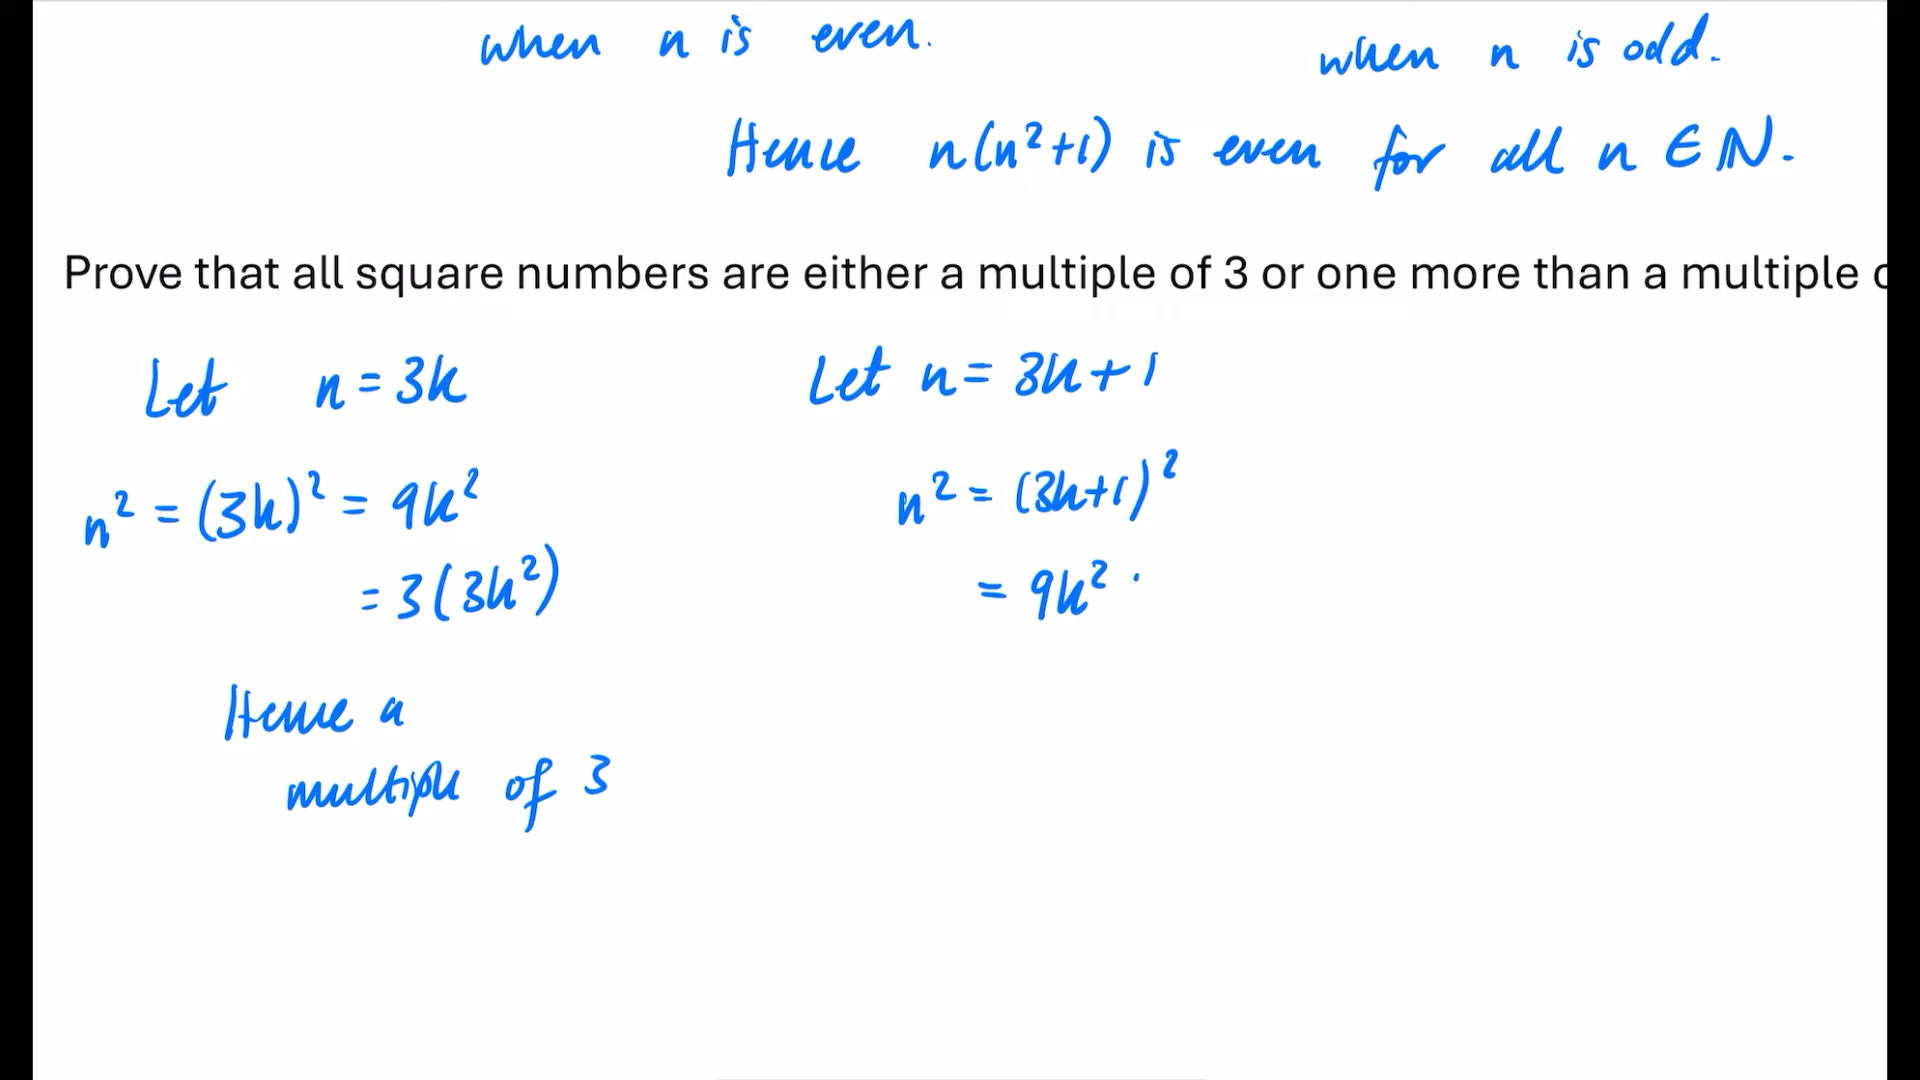 when n is even.
when n is odd.
Hence n(n²+1) is even for all n ∈ ℕ.
Prove that all square numbers are either a multiple of 3 or one more than a multiple
Let n = 3k
n² = (3k)² = 9k²
= 3(3k²)
Hence a
multiple of 3
Let n = 3k + 1
n² = (3k+1)²
= 9k²